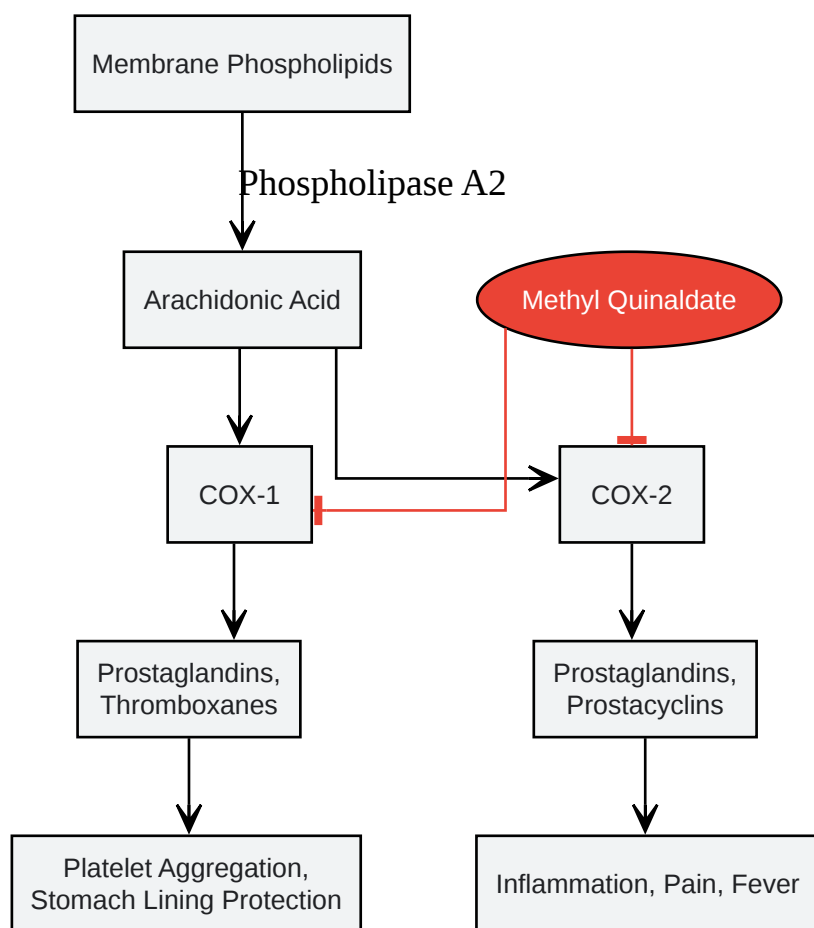 Membrane Phospholipids
Phospholipase A2
Arachidonic Acid
Methyl Quinaldate
COX-1
COX-2
Prostaglandins,
Thromboxanes
Prostaglandins,
Prostacyclins
Platelet Aggregation,
Stomach Lining Protection
Inflammation, Pain, Fever